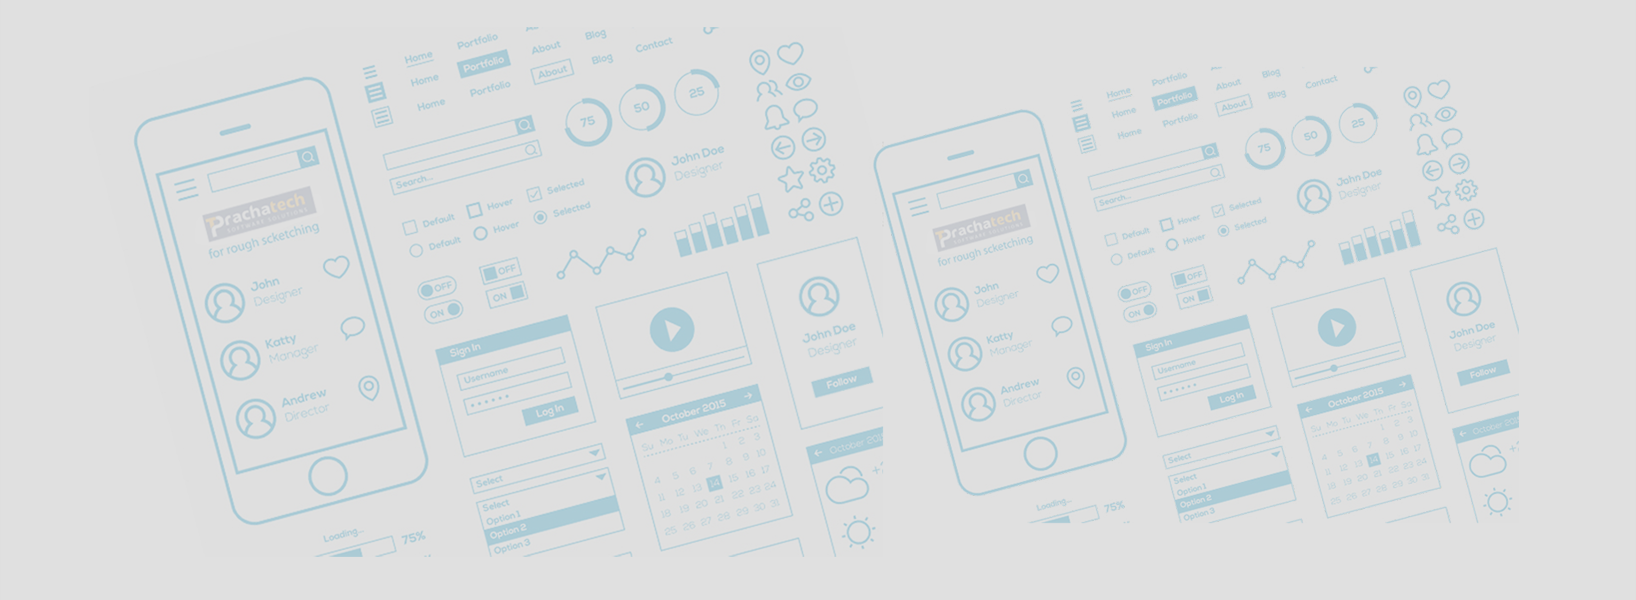 Home Portfolio
Home Portfolio About Blog
Home Portfolio About Blog Contact
75 50 25
Search...
Default Hover Selected
Default Hover Selected
John Doe
Designer
OFF OFF
ON ON
Prachatech
SOFTWARE SOLUTIONS
for rough scketching
John
Designer
Katty
Manager
Andrew
Director
Sign In
Username
Log In
John Doe
Designer
Follow
October 2015
Su Mo Tu We Th Fr Sa
1 2 3
4 5 6 7 8 9 10
11 12 13 14 15 16 17
18 19 20 21 22 23 24
25 26 27 28 29 30 31
October 20
Select
Select
Option 1
Option 2
Option 3
Loading...
75%
Home Portfolio
Home Portfolio About Blog
Home Portfolio About Blog Contact
75 50 25
Search...
Default Hover Selected
Default Hover Selected
John Doe
Designer
OFF OFF
ON ON
Prachatech
for rough scketching
John
Designer
Katty
Manager
Andrew
Director
Sign In
Username
Log In
John Doe
Designer
Follow
October 2015
Su Mo Tu We Th Fr Sa
1 2 3
4 5 6 7 8 9 10
11 12 13 14 15 16 17
18 19 20 21 22 23 24
25 26 27 28 29 30 31
October 20
Select
Select
Option 1
Option 2
Option 3
Loading...
75%